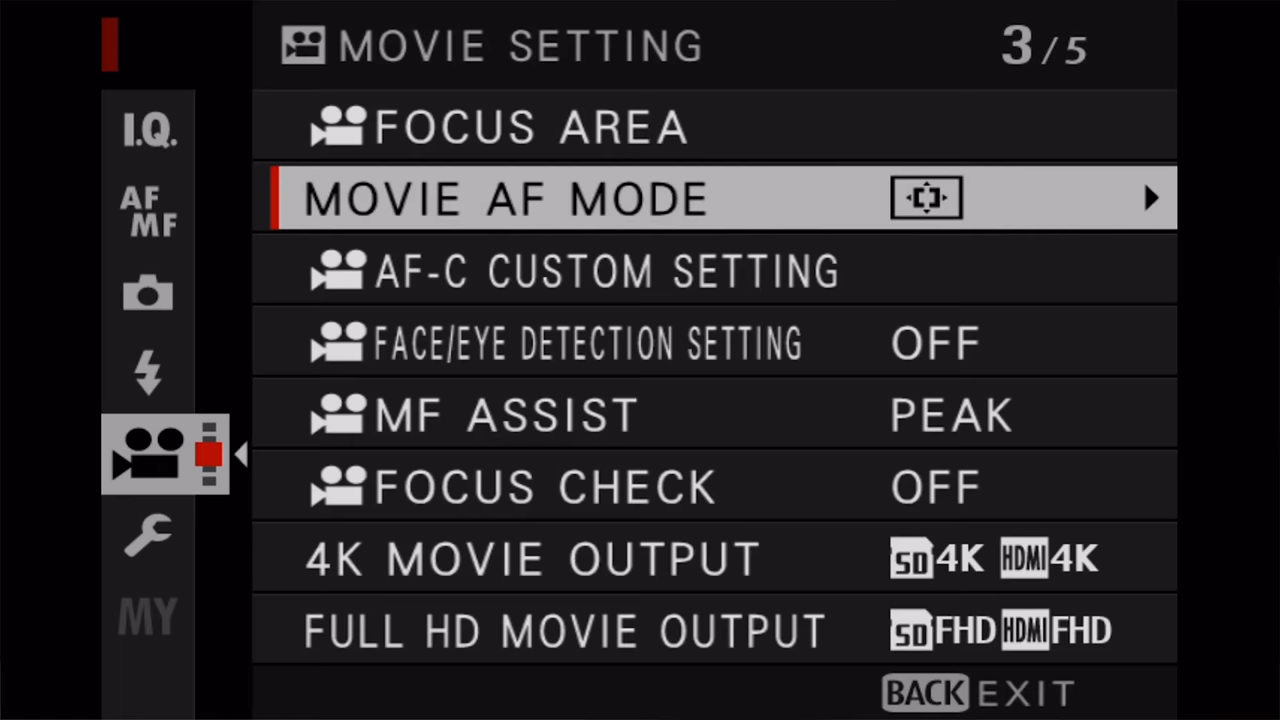 MOVIE SETTING 3/5
I.Q.
AF
MF
MY
FOCUS AREA
MOVIE AF MODE
AF-C CUSTOM SETTING
FACE/EYE DETECTION SETTING OFF
MF ASSIST PEAK
FOCUS CHECK OFF
4K MOVIE OUTPUT SD 4K HDMI 4K
FULL HD MOVIE OUTPUT SD FHD HDMI FHD
BACK EXIT